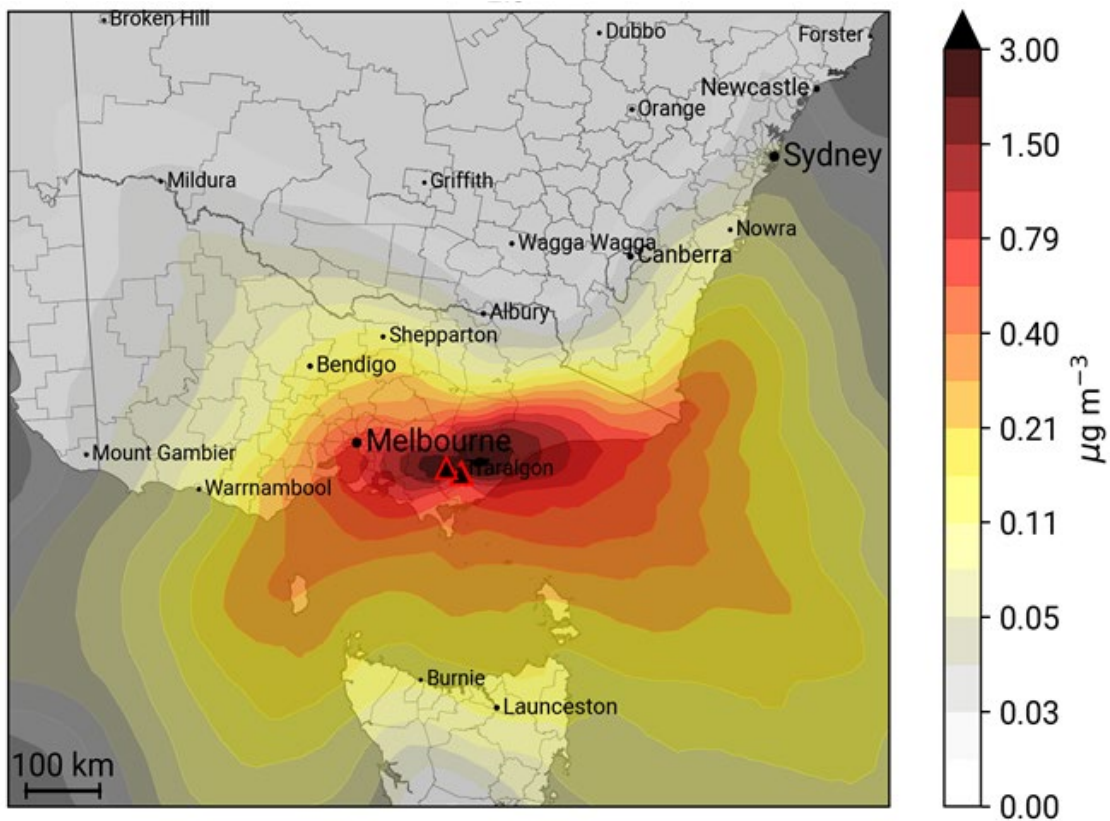 Broken Hill
Dubbo
Forster
Newcastle
Orange
Sydney
Mildura
Griffith
Nowra
Wagga Wagga
Canberra
Albury
Shepparton
Bendigo
Melbourne
Mount Gambier
Traralgon
Warrnambool
Burnie
Launceston
100 km
3.00
1.50
0.79
0.40
0.21
0.11
0.05
0.03
0.00
μg m⁻³